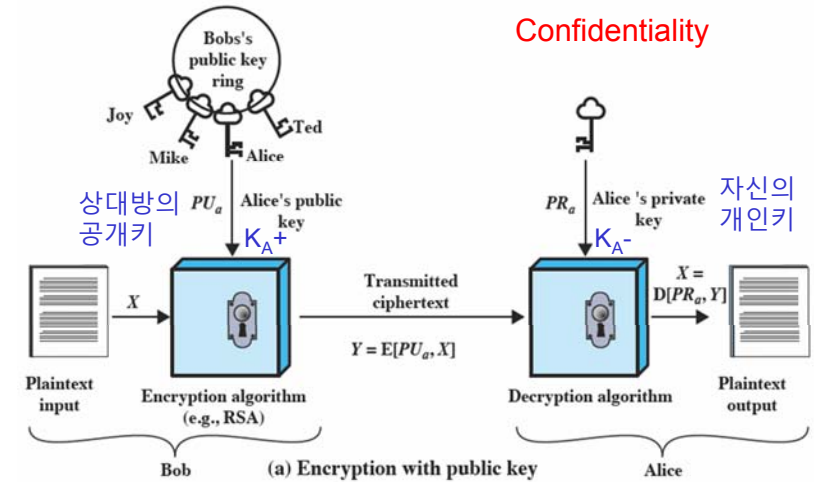 Confidentiality
Bobs's
public key
ring
Joy
Mike
Alice
Ted
상대방의
공개키
PUa
Alice's public
key
KA+
PRa
Alice 's private
key
KA-
자신의
개인키
X
Transmitted
ciphertext
Y = E[PUa, X]
X =
D[PRa, Y]
Plaintext
input
Encryption algorithm
(e.g., RSA)
Decryption algorithm
Plaintext
output
Bob
(a) Encryption with public key
Alice